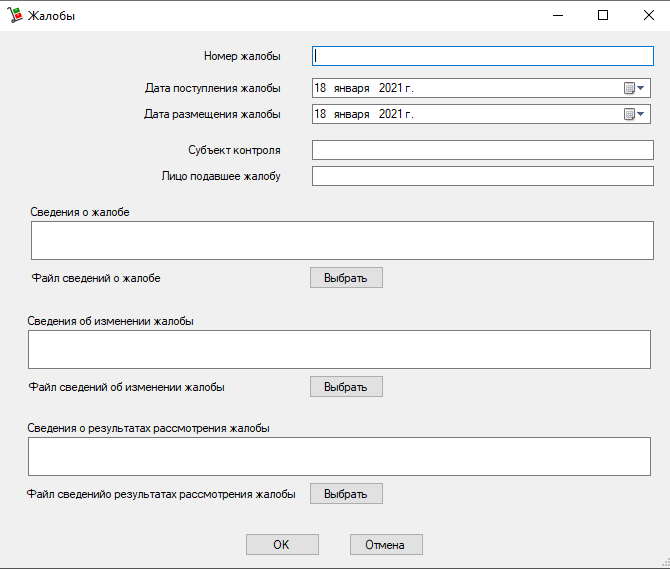 Жалобы
Номер жалобы
Дата поступления жалобы 18 января 2021 г.
Дата размещения жалобы 18 января 2021 г.
Субъект контроля
Лицо подавшее жалобу
Сведения о жалобе
Файл сведений о жалобе Выбрать
Сведения об изменении жалобы
Файл сведений об изменении жалобы Выбрать
Сведения о результатах рассмотрения жалобы
Файл сведенийо результатах рассмотрения жалобы Выбрать
OK Отмена